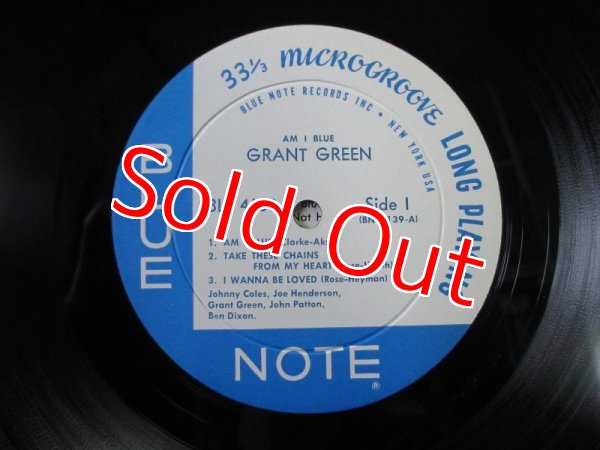 33⅓ MICROGROOVE LONG PLAYING
BLUE NOTE RECORDS INC • NEW YORK USA
AM I BLUE
GRANT GREEN
Side 1
139-A)
1. AM
2. TAKE THESE CHAINS
FROM MY HEART
3. I WANNA BE LOVED (Rose-Heyman)
Johnny Coles, Joe Henderson,
Grant Green, John Patton,
Ben Dixon.
BLUE
NOTE
®
Sold Out